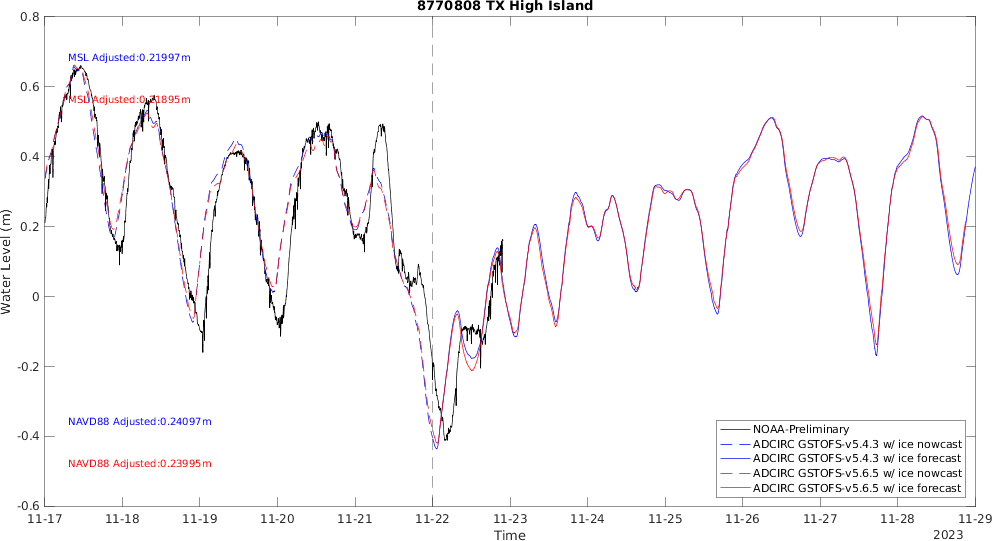 8770808 TX High Island
0.8
0.6
0.4
0.2
0
-0.2
-0.4
-0.6
Water Level (m)
MSL Adjusted:0.21997m
MSL Adjusted:0.21895m
NAVD88 Adjusted:0.24097m
NAVD88 Adjusted:0.23995m
NOAA-Preliminary
ADCIRC GSTOFS-v5.4.3 w/ ice nowcast
ADCIRC GSTOFS-v5.4.3 w/ ice forecast
ADCIRC GSTOFS-v5.6.5 w/ ice nowcast
ADCIRC GSTOFS-v5.6.5 w/ ice forecast
11-17 11-18 11-19 11-20 11-21 11-22 11-23 11-24 11-25 11-26 11-27 11-28 11-29
Time
2023